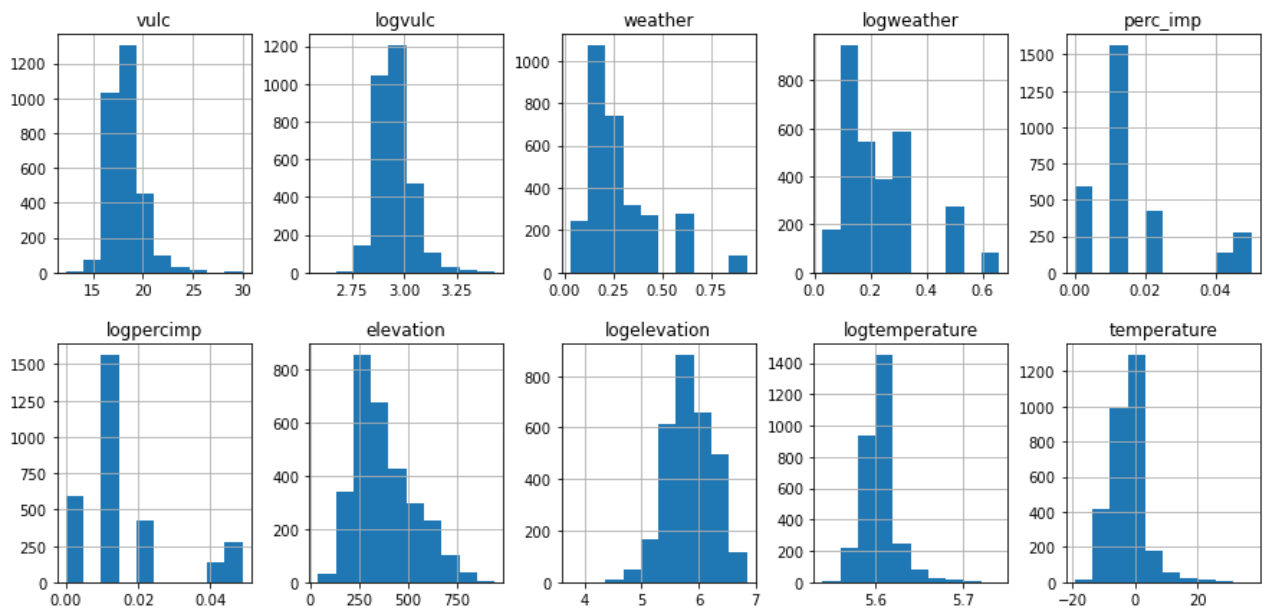 vulc logvulc weather logweather perc_imp
1200 1000 800 600 400 200 0
15 20 25 30
1200 1000 800 600 400 200 0
2.75 3.00 3.25
1000 800 600 400 200 0
0.00 0.25 0.50 0.75
800 600 400 200 0
0.0 0.2 0.4 0.6
1500 1250 1000 750 500 250 0
0.00 0.02 0.04
logpercimp elevation logelevation logtemperature temperature
1500 1250 1000 750 500 250 0
0.00 0.02 0.04
800 600 400 200 0
0 250 500 750
800 600 400 200 0
4 5 6 7
1400 1200 1000 800 600 400 200 0
5.6 5.7
1200 1000 800 600 400 200 0
−20 0 20